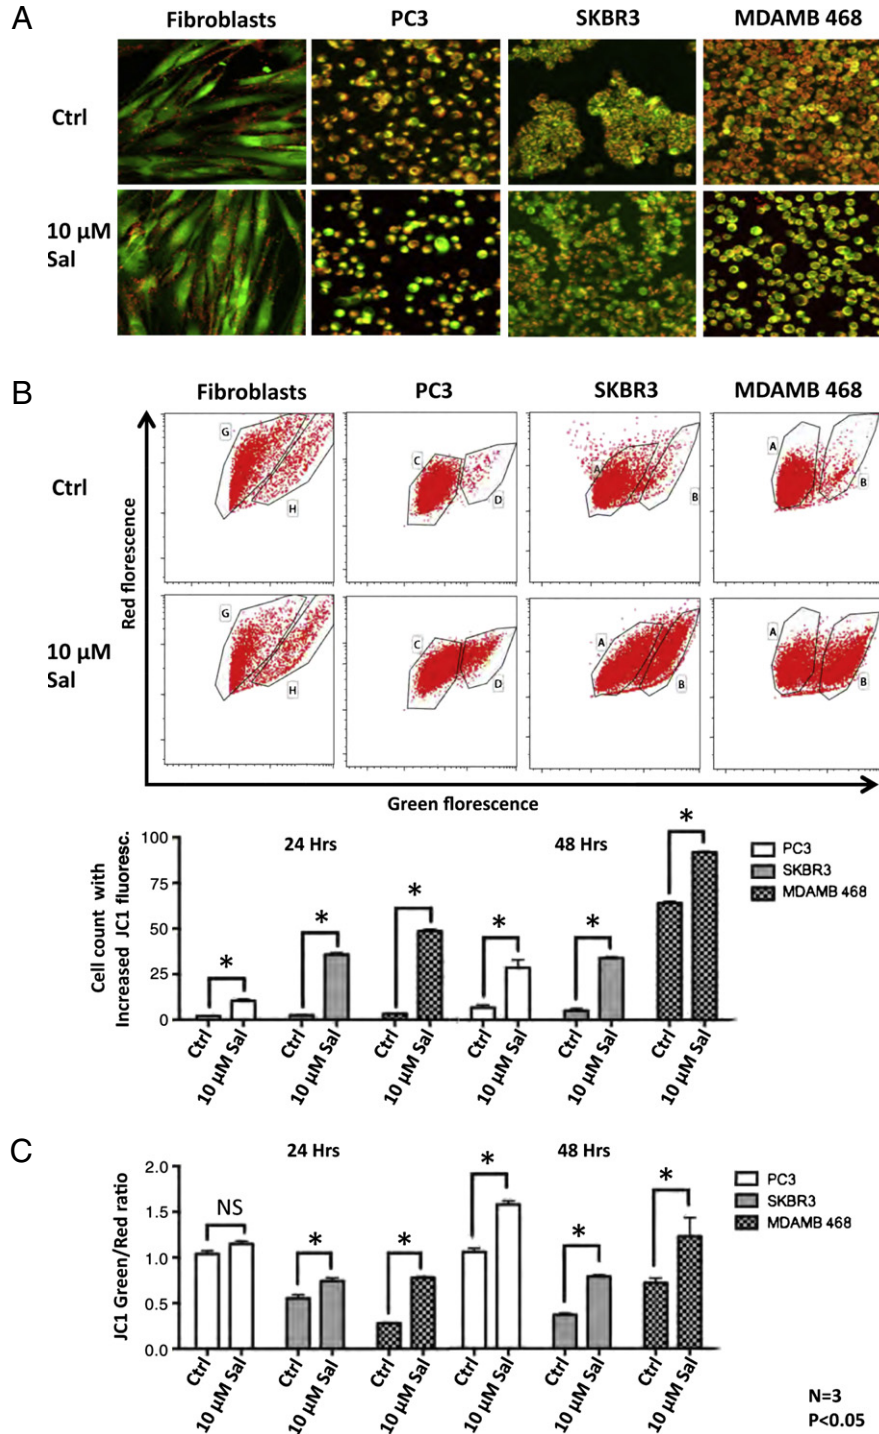 A
Fibroblasts PC3 SKBR3 MDAMB 468
Ctrl
10 µM
Sal
B
Fibroblasts PC3 SKBR3 MDAMB 468
Red florescence
Ctrl
G
H
C
D
A
B
A
B
10 µM
Sal
G
H
C
D
A
B
A
B
Green florescence
Cell count with
Increased JC1 fluoresc.
100
75
50
25
0
24 Hrs 48 Hrs
* * * * * *
PC3
SKBR3
MDAMB 468
Ctrl 10 µM Sal Ctrl 10 µM Sal Ctrl 10 µM Sal Ctrl 10 µM Sal Ctrl 10 µM Sal Ctrl 10 µM Sal
C
24 Hrs 48 Hrs
JC1 Green/Red ratio
2.0
1.5
1.0
0.5
0.0
NS * * * * *
PC3
SKBR3
MDAMB 468
Ctrl 10 µM Sal Ctrl 10 µM Sal Ctrl 10 µM Sal Ctrl 10 µM Sal Ctrl 10 µM Sal Ctrl 10 µM Sal
N=3
P<0.05